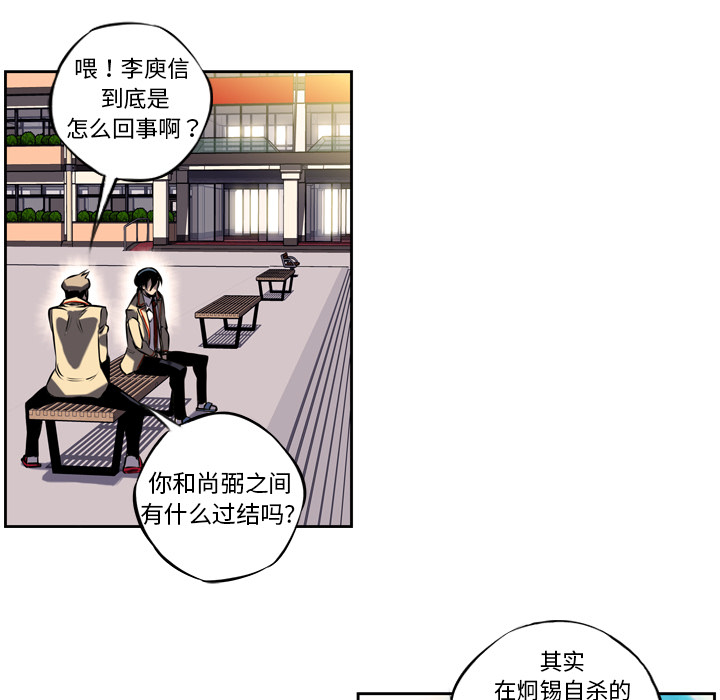 喂！李庾信
到底是
怎么回事啊？
你和尚弼之间
有什么过结吗?
其实
在炯锡自杀的